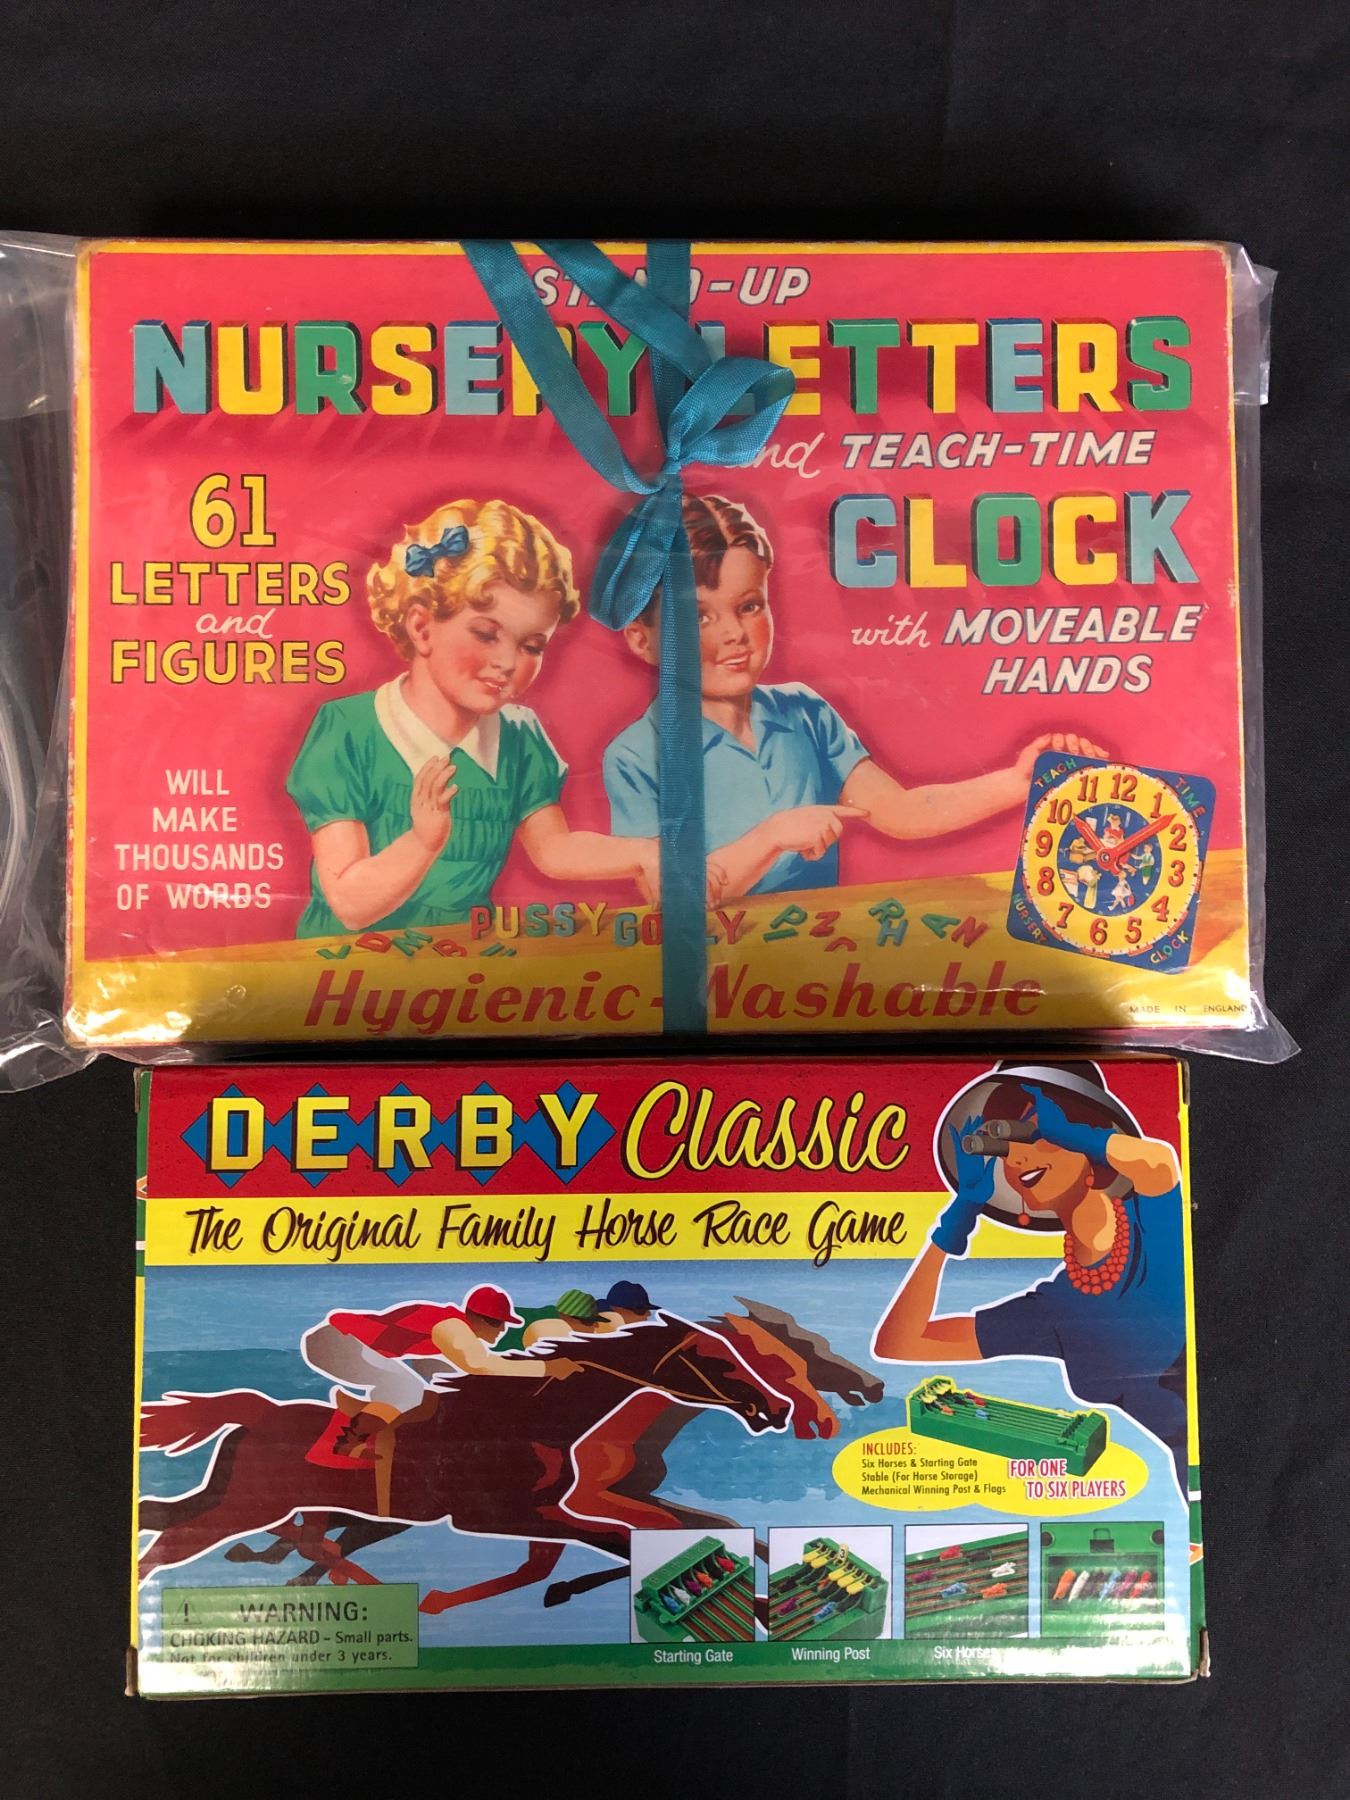 STAND-UP
NURSERY LETTERS
and TEACH-TIME
CLOCK
with MOVEABLE
HANDS
61
LETTERS
and
FIGURES
WILL
MAKE
THOUSANDS
OF WORDS
TEACH TIME
NURSERY CLOCK
11 12 1
10 2
9 3
8 4
7 6 5
PUSSY GOLLY
Hygienic-Washable
MADE IN ENGLAND
DERBY Classic
The Original Family Horse Race Game
INCLUDES:
Six Horses & Starting Gate
Stable (For Horse Storage)
Mechanical Winning Post & Flags
FOR ONE
TO SIX PLAYERS
WARNING:
CHOKING HAZARD - Small parts.
Not for children under 3 years.
Starting Gate
Winning Post
Six Horses